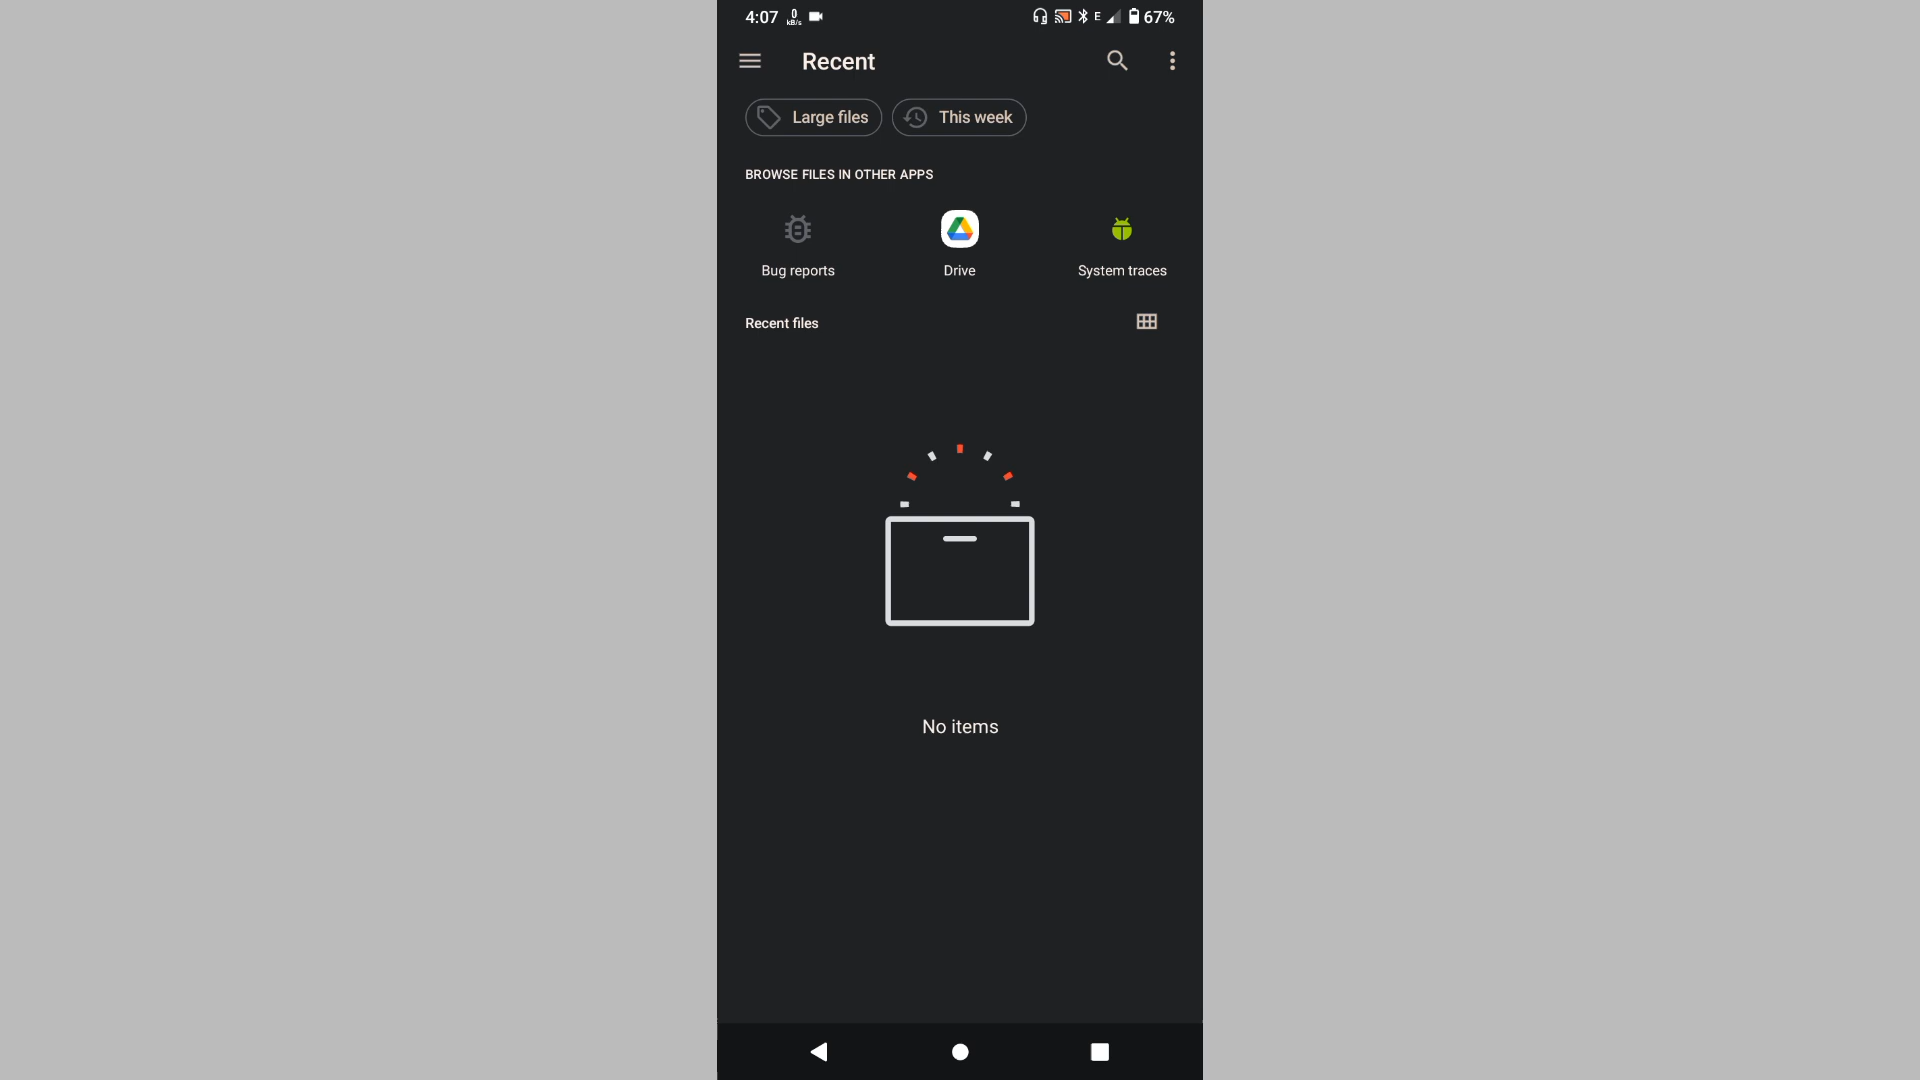 4:07 0 kB/s E 67%
Recent
Large files This week
BROWSE FILES IN OTHER APPS
Bug reports Drive System traces
Recent files
No items